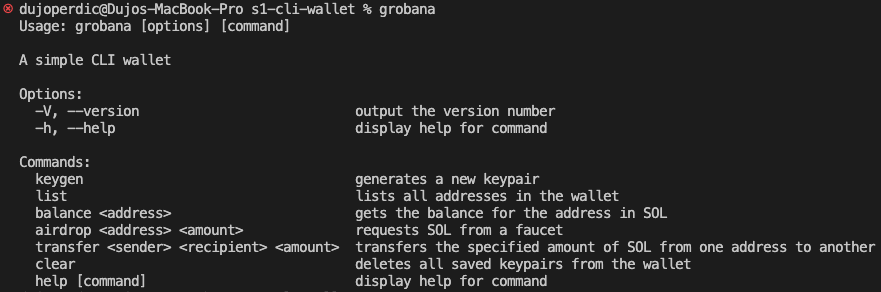 dujoperdic@Dujos-MacBook-Pro s1-cli-wallet % grobana
Usage: grobana [options] [command]
A simple CLI wallet
Options:
-V, --version output the version number
-h, --help display help for command
Commands:
keygen generates a new keypair
list lists all addresses in the wallet
balance <address> gets the balance for the address in SOL
airdrop <address> <amount> requests SOL from a faucet
transfer <sender> <recipient> <amount> transfers the specified amount of SOL from one address to another
clear deletes all saved keypairs from the wallet
help [command] display help for command